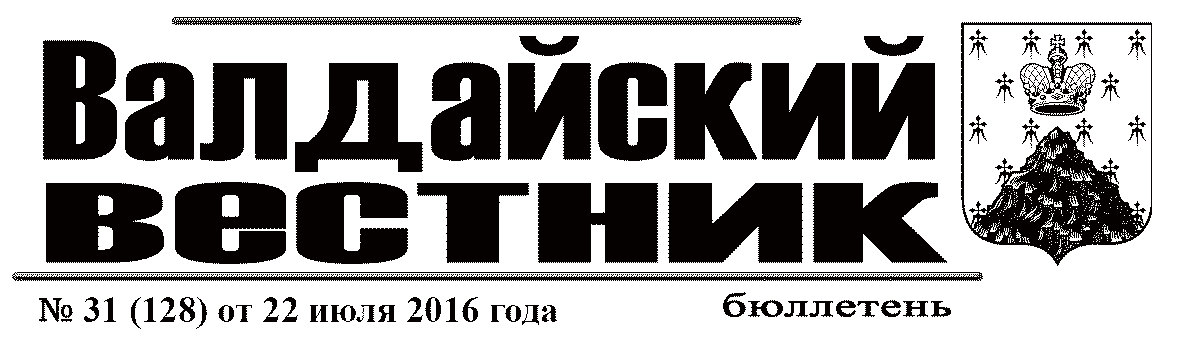 Валдайский
вестник
№ 31 (128) от 22 июля 2016 года
бюллетень